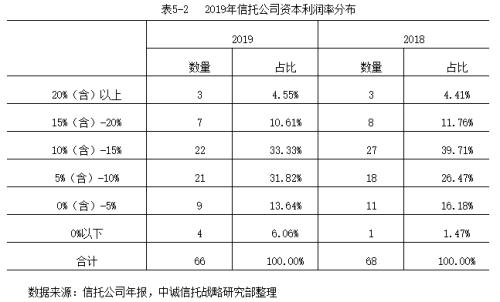 表5-2 2019年信托公司资本利润率分布
2019 2018
数量 占比 数量 占比
20%（含）以上 3 4.55% 3 4.41%
15%（含）-20% 7 10.61% 8 11.76%
10%（含）-15% 22 33.33% 27 39.71%
5%（含）-10% 21 31.82% 18 26.47%
0%（含）-5% 9 13.64% 11 16.18%
0%以下 4 6.06% 1 1.47%
合计 66 100.00% 68 100.00%
数据来源：信托公司年报，中诚信托战略研究部整理